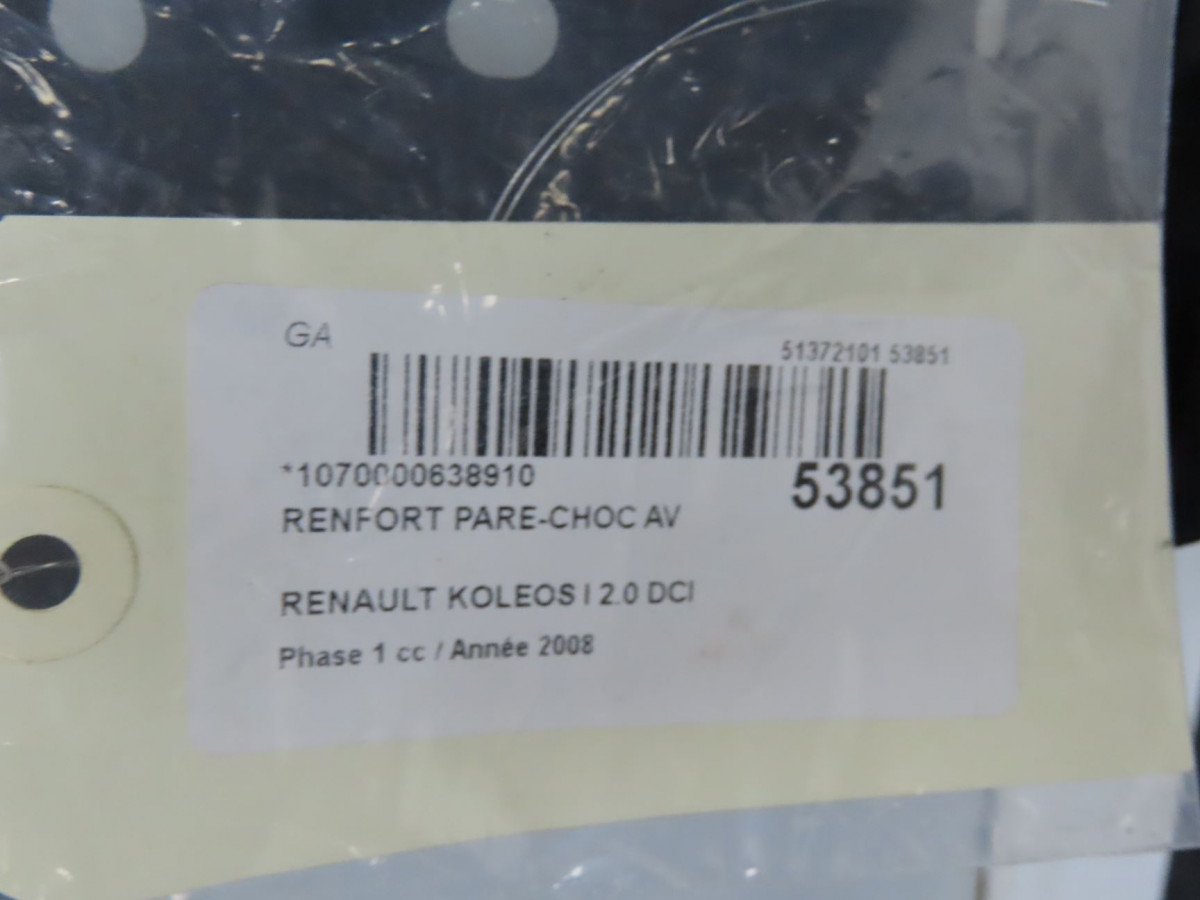 GA
51372101 53851
*1070000638910
53851
RENFORT PARE-CHOC AV
RENAULT KOLEOS I 2.0 DCI
Phase 1 cc / Année 2008